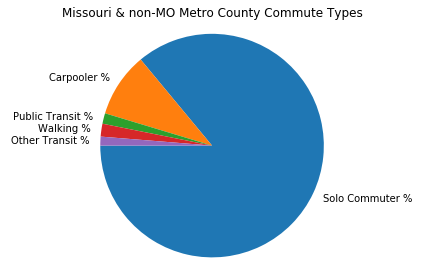 Missouri & non-MO Metro County Commute Types
Carpooler %
Public Transit %
Walking %
Other Transit %
Solo Commuter %